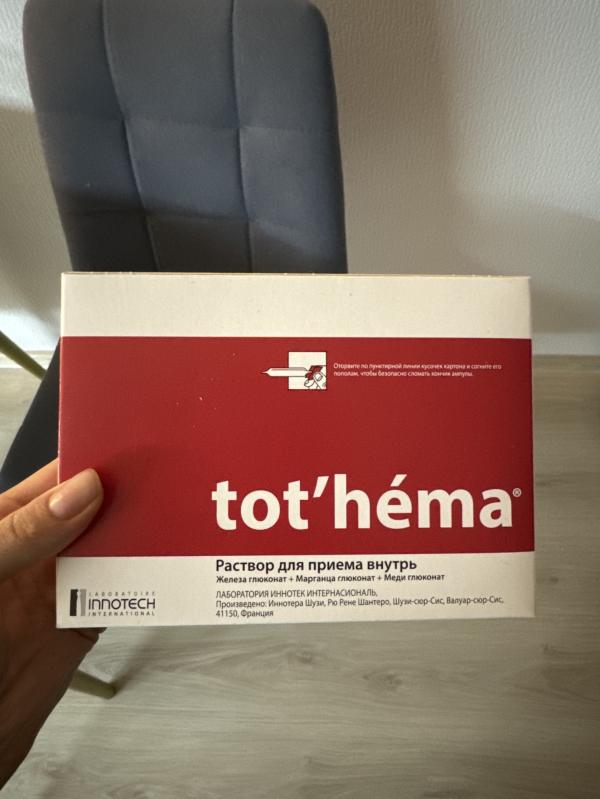 Оторвите по пунктирной линии кусочек картона и согните его
пополам, чтобы безопасно сломать кончик ампулы.
tot’héma®
Раствор для приема внутрь
Железа глюконат + Марганца глюконат + Меди глюконат
LABORATOIRE
INNOTECH
INTERNATIONAL
ЛАБОРАТОРИЯ ИННОТЕК ИНТЕРНАСИОНАЛЬ,
Произведено: Иннотера Шузи, Рю Рене Шантеро, Шузи-сюр-Сис, Валуар-сюр-Сис,
41150, Франция